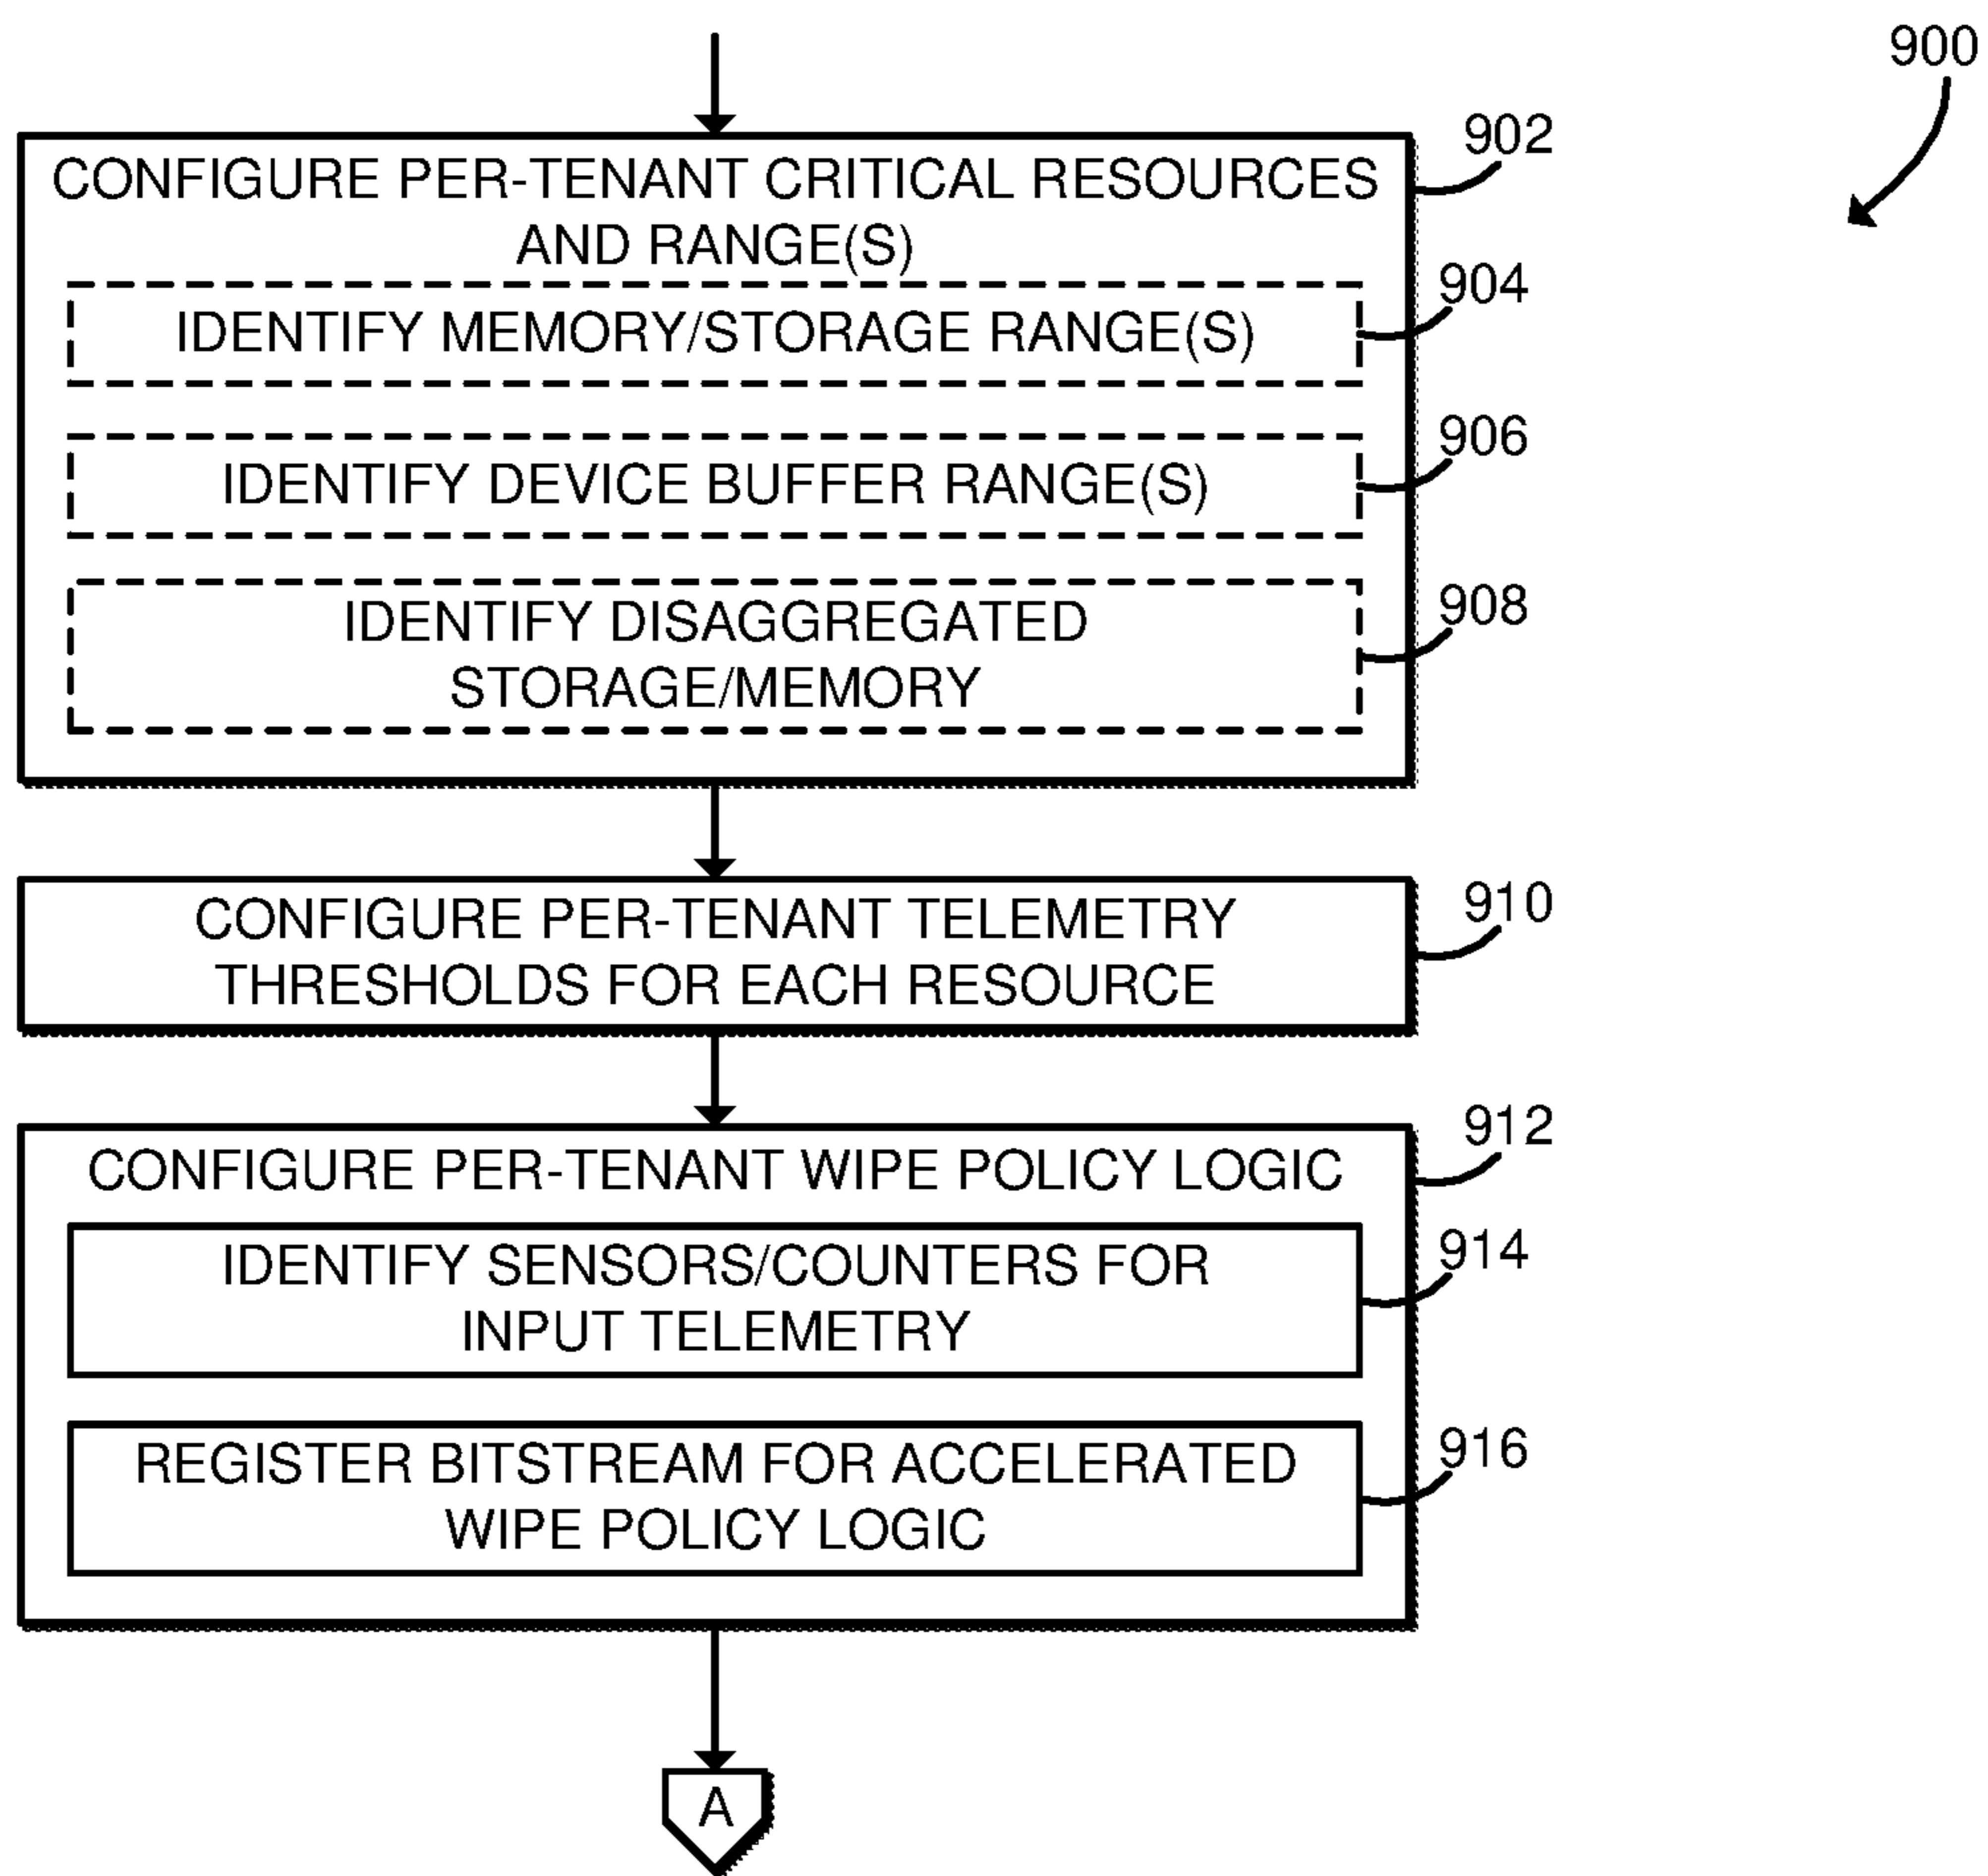 900
902
CONFIGURE PER-TENANT CRITICAL RESOURCES
AND RANGE(S)
904
IDENTIFY MEMORY/STORAGE RANGE(S)
906
IDENTIFY DEVICE BUFFER RANGE(S)
908
IDENTIFY DISAGGREGATED
STORAGE/MEMORY
910
CONFIGURE PER-TENANT TELEMETRY
THRESHOLDS FOR EACH RESOURCE
912
CONFIGURE PER-TENANT WIPE POLICY LOGIC
914
IDENTIFY SENSORS/COUNTERS FOR
INPUT TELEMETRY
916
REGISTER BITSTREAM FOR ACCELERATED
WIPE POLICY LOGIC
A